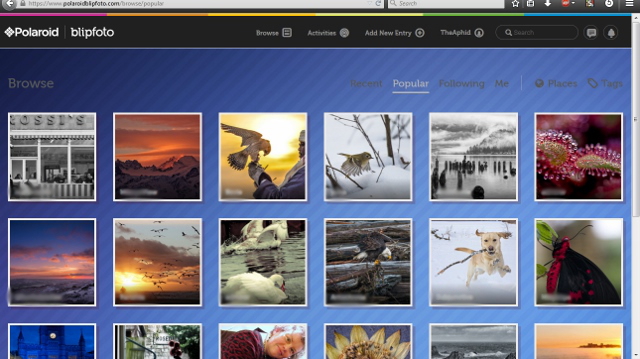 https://www.polaroidblipfoto.com/browse/popular
Search
Polaroid | blipfoto
Browse
Activities
Add New Entry
TheAphid
Search
Browse
Recent
Popular
Following
Me
Places
Tags
ROSSI'S